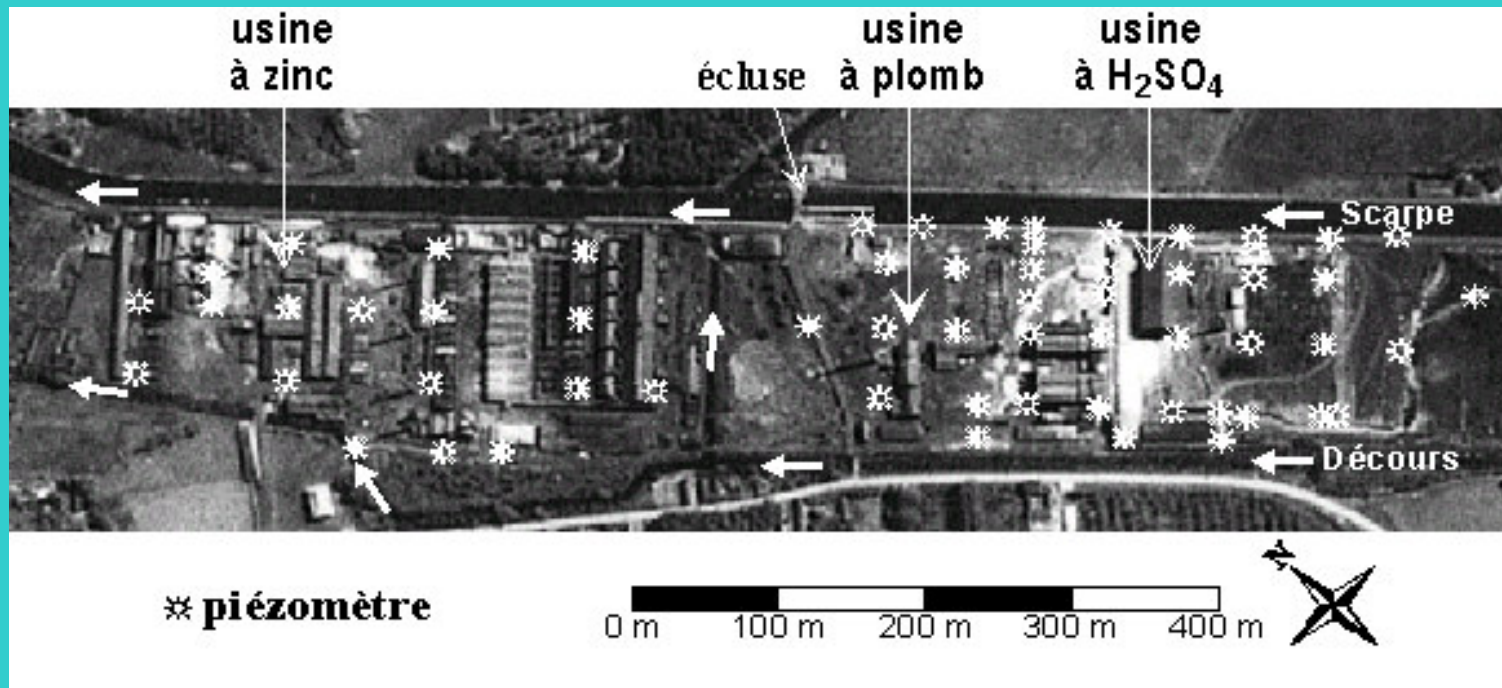 usine
à zinc
écluse
usine
à plomb
usine
à H₂SO₄
Scarpe
Décours
N
piézomètre
0 m 100 m 200 m 300 m 400 m